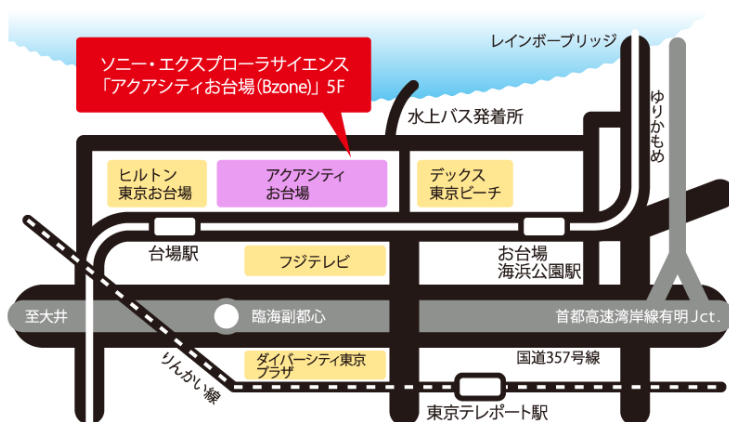 レインボーブリッジ
ソニー・エクスプローラサイエンス
「アクアシティお台場(Bzone)」5F
水上バス発着所
ゆりかもめ
ヒルトン
東京お台場
アクアシティ
お台場
デックス
東京ビーチ
台場駅
お台場
海浜公園駅
フジテレビ
至大井
臨海副都心
首都高速湾岸線有明Jct.
りんかい線
ダイバーシティ東京
プラザ
国道357号線
東京テレポート駅